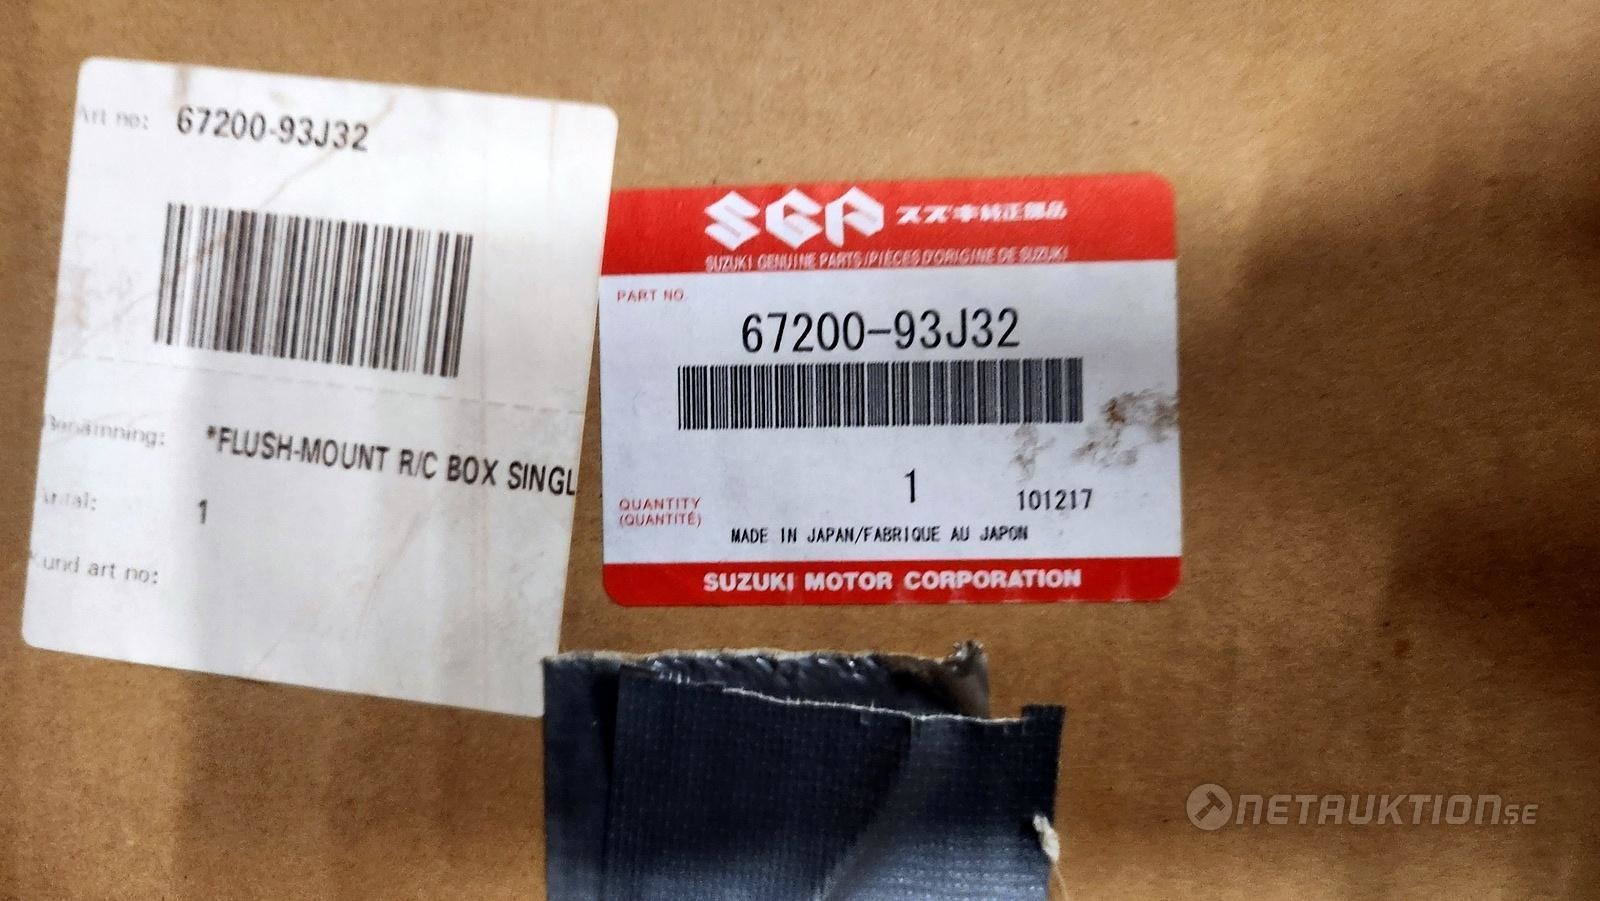 Art no: 67200-93J32
Benämning: *FLUSH-MOUNT R/C BOX SINGL
Antal: 1
Kund art no:
SGP スズキ純正部品
SUZUKI GENUINE PARTS/PIÈCES D'ORIGINE DE SUZUKI
PART NO.
67200-93J32
1 101217
QUANTITY
(QUANTITÉ)
MADE IN JAPAN/FABRIQUE AU JAPON
SUZUKI MOTOR CORPORATION
NETAUKTION.SE